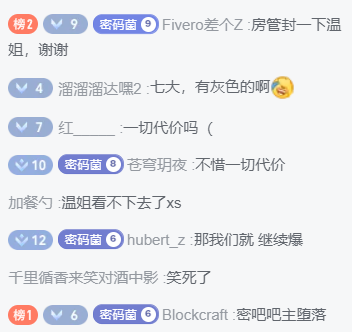 榜2 9 密码菌 9 Fivero差个Z :房管封一下温
姐，谢谢
4 溜溜溜达嘿2 :七大，有灰色的啊
7 红_____ :一切代价吗（
10 密码菌 8 苍穹玥夜 :不惜一切代价
加餐勺 :温姐看不下去了xs
12 密码菌 6 hubert_z :那我们就 继续爆
千里循香来笑对酒中影 :笑死了
榜1 6 密码菌 6 Blockcraft :密吧吧主堕落